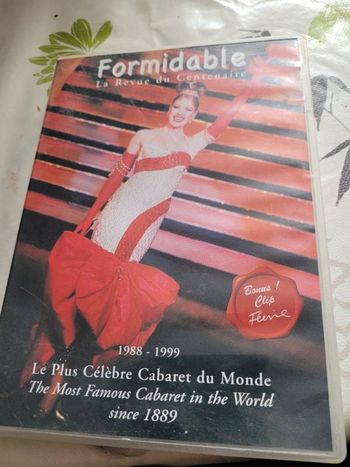 Formidable
La Revue du Centenaire
Bonus !
Clip
Féerie
1988 - 1999
Le Plus Célèbre Cabaret du Monde
The Most Famous Cabaret in the World
since 1889